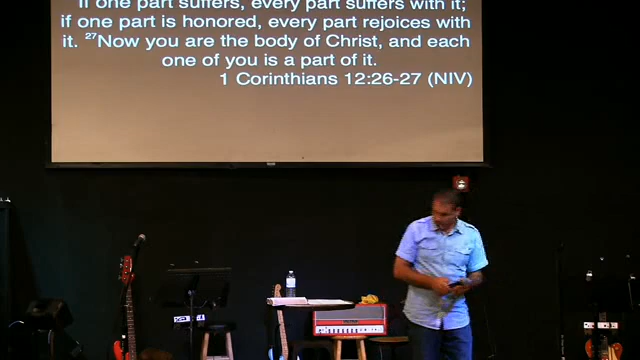 If one part suffers, every part suffers with it;
if one part is honored, every part rejoices with
it. ²⁷Now you are the body of Christ, and each
one of you is a part of it.
1 Corinthians 12:26-27 (NIV)